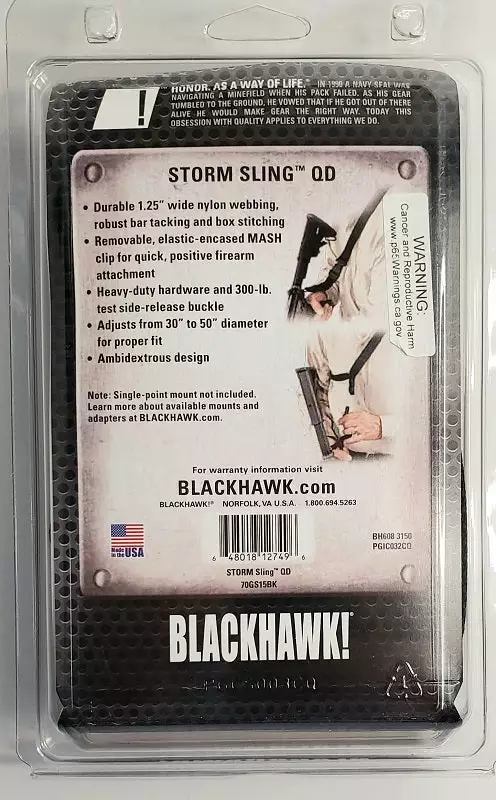 HONOR. AS A WAY OF LIFE.™ IN 1990 A NAVY SEAL WAS
NAVIGATING A MINEFIELD WHEN HIS PACK FAILED. AS HIS GEAR
TUMBLED TO THE GROUND, HE VOWED THAT IF HE GOT OUT OF THERE
ALIVE HE WOULD MAKE GEAR THE RIGHT WAY. TODAY THIS
OBSESSION WITH QUALITY APPLIES TO EVERYTHING WE DO.
STORM SLING™ QD
• Durable 1.25" wide nylon webbing,
robust bar tacking and box stitching
• Removable, elastic-encased MASH
clip for quick, positive firearm
attachment
• Heavy-duty hardware and 300-lb.
test side-release buckle
• Adjusts from 30" to 50" diameter
for proper fit
• Ambidextrous design
WARNING:
Cancer and Reproductive Harm
www.p65Warnings.ca.gov
Note: Single-point mount not included.
Learn more about available mounts and
adapters at BLACKHAWK.com.
For warranty information visit
BLACKHAWK.com
BLACKHAWK!® NORFOLK, VA U.S.A. 1.800.694.5263
Made in the USA
6 48018 12749 6
BH608 3150
PGIC032CQ
STORM Sling™ QD
70GS15BK
BLACKHAWK!®